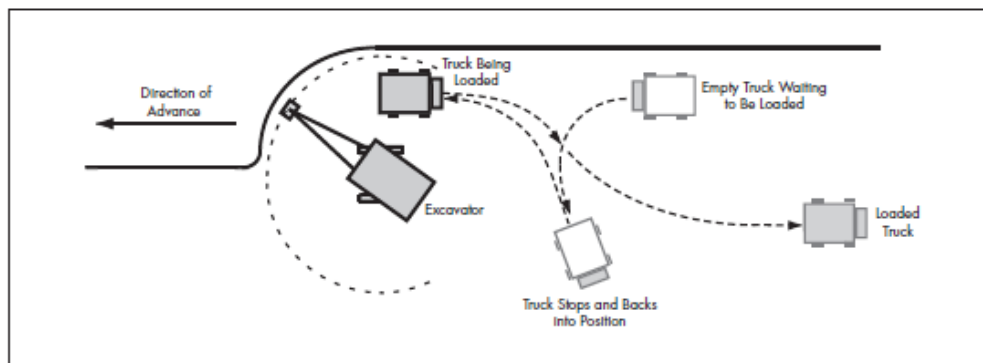 Truck Being
Loaded
Direction of
Advance
Empty Truck Waiting
to Be Loaded
Excavator
Loaded
Truck
Truck Stops and Backs
into Position